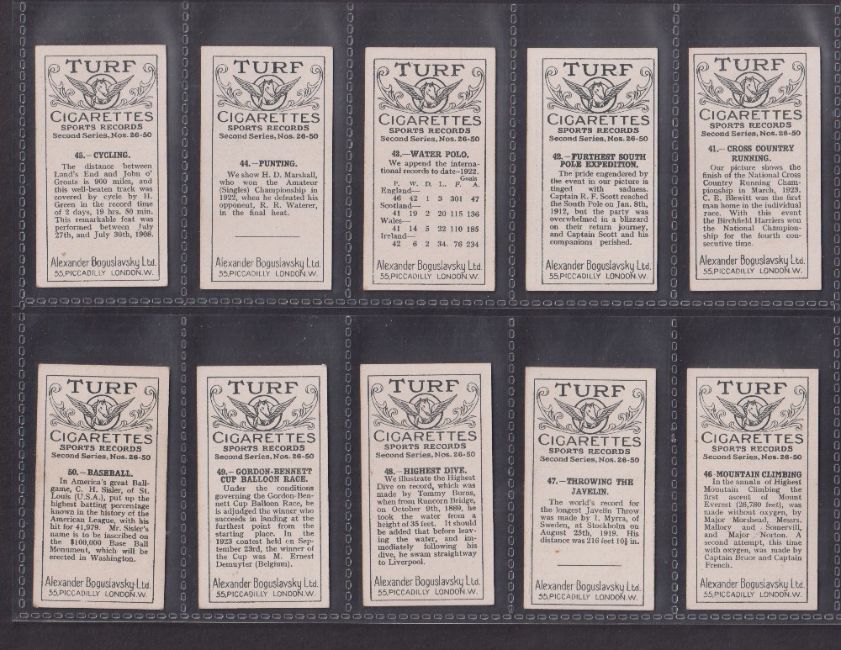 TURF
CIGARETTES
SPORTS RECORDS
Second Series, Nos. 26-50
45.—CYCLING.
The distance between
Land's End and John o'
Groats is 900 miles, and
this well-beaten track was
covered by cycle by H.
Green in the record time
of 2 days, 19 hrs. 50 min.
This remarkable feat was
performed between July
27th, and July 30th, 1908.
Alexander Boguslavsky Ltd.
55, PICCADILLY LONDON.W.
TURF
CIGARETTES
SPORTS RECORDS
Second Series, Nos. 26-50
44.—PUNTING.
We show H. D. Marshall,
who won the Amateur
(Singles) Championship in
1922, when he defeated his
opponent, R. R. Waterer,
in the final heat.
Alexander Boguslavsky Ltd.
55, PICCADILLY LONDON.W.
TURF
CIGARETTES
SPORTS RECORDS
Second Series, Nos. 26-50
43.—WATER POLO.
We append the interna-
tional records to date—1922.
Goals
P. W. D. L. F. A.
England—
46 42 1 3 301 47
Scotland—
41 19 2 20 115 136
Wales—
41 14 5 22 110 185
Ireland—
42 6 2 34 76 234
Alexander Boguslavsky Ltd.
55, PICCADILLY LONDON.W.
TURF
CIGARETTES
SPORTS RECORDS
Second Series, Nos. 26-50
42.—FURTHEST SOUTH
POLE EXPEDITION.
The pride engendered by
the event in our picture is
tinged with sadness.
Captain R. F. Scott reached
the South Pole on Jan. 8th,
1912, but the party was
overwhelmed in a blizzard
on their return journey,
and Captain Scott and his
companions perished.
Alexander Boguslavsky Ltd.
55, PICCADILLY LONDON.W.
TURF
CIGARETTES
SPORTS RECORDS
Second Series, Nos. 26-50
41.—CROSS COUNTRY
RUNNING.
Our picture shows the
finish of the National Cross
Country Running Cham-
pionship in March, 1923.
C. E. Blewitt was the first
man home in the individual
race. With this event
the Birchfield Harriers won
the National Champion-
ship for the fourth con-
secutive time.
Alexander Boguslavsky Ltd.
55, PICCADILLY LONDON.W.
TURF
CIGARETTES
SPORTS RECORDS
Second Series, Nos. 26-50
50.—BASEBALL.
In America's great Ball-
game, C. H. Sisler, of St.
Louis (U.S.A.), put up the
highest batting percentage
known in the history of the
American League, with his
hit for 41,979. Mr. Sisler's
name is to be inscribed on
the $100,000 Base Ball
Monument, which will be
erected in Washington.
Alexander Boguslavsky Ltd.
55, PICCADILLY LONDON.W.
TURF
CIGARETTES
SPORTS RECORDS
Second Series, Nos. 26-50
49.—GORDON-BENNETT
CUP BALLOON RACE.
Under the conditions
governing the Gordon-Ben-
nett Cup Balloon Race, he
is adjudged the winner who
succeeds in landing at the
furthest point from the
starting place. In the
1923 contest held on Sep-
tember 23rd, the winner of
the Cup was M. Ernest
Demuyter (Belgium).
Alexander Boguslavsky Ltd.
55, PICCADILLY LONDON.W.
TURF
CIGARETTES
SPORTS RECORDS
Second Series, Nos. 26-50
48.—HIGHEST DIVE.
We illustrate the Highest
Dive on record, which was
made by Tommy Burns,
when from Runcorn Bridge,
on October 9th, 1889, he
took the water from a
height of 35 feet. It should
be added that before leav-
ing the water, and im-
mediately following his
dive, he swam straightway
to Liverpool.
Alexander Boguslavsky Ltd.
55, PICCADILLY LONDON.W.
TURF
CIGARETTES
SPORTS RECORDS
Second Series, Nos. 26-50
47.—THROWING THE
JAVELIN.
The world's record for
the longest Javelin Throw
was made by I. Myrra, of
Sweden, at Stockholm on
August 25th, 1919. His
distance was 216 feet 10½ in.
Alexander Boguslavsky Ltd.
55, PICCADILLY LONDON.W.
TURF
CIGARETTES
SPORTS RECORDS
Second Series, Nos. 26-50
46 MOUNTAIN CLIMBING
In the annals of Highest
Mountain Climbing the
first ascent of Mount
Everest (26,780 feet), was
made without oxygen, by
Major Morshead, Messrs.
Mallory and Somervill,
and Major Norton. A
second attempt, this time
with oxygen, was made by
Captain Bruce and Captain
French.
Alexander Boguslavsky Ltd.
55, PICCADILLY LONDON.W.